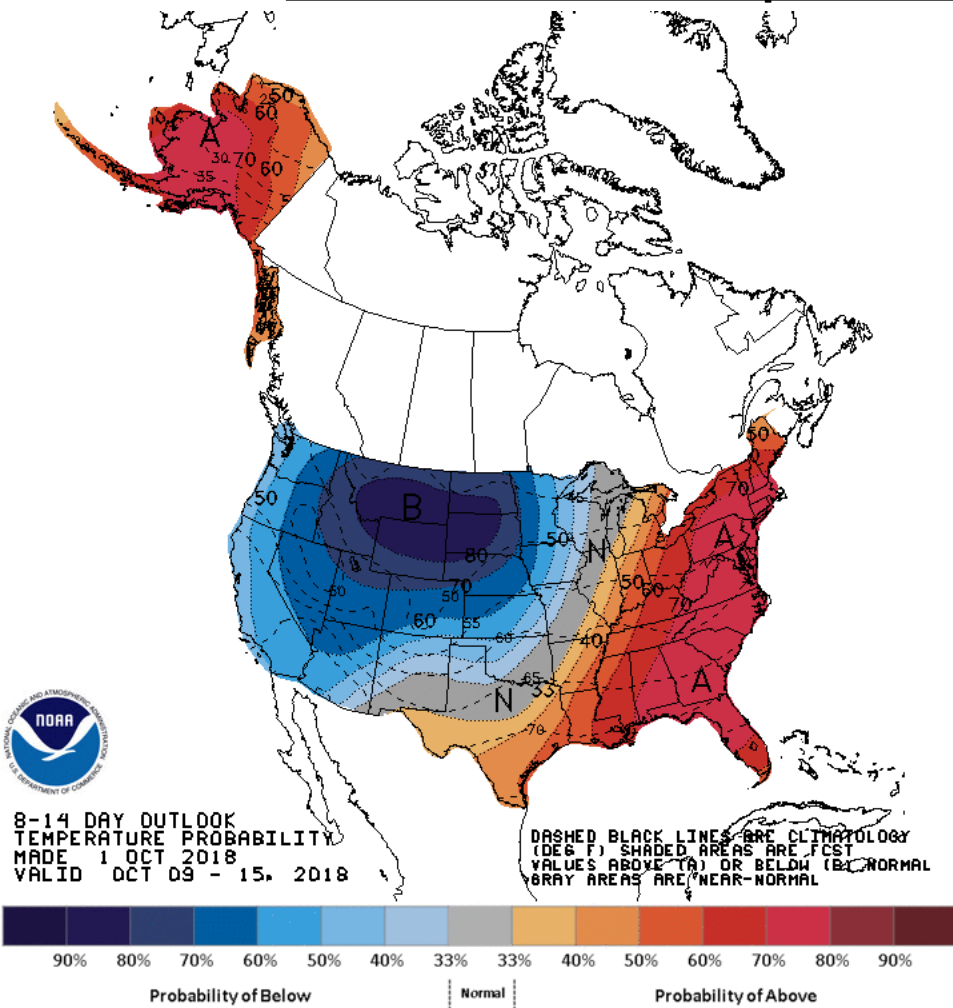 50
60
A
30 70
35
60
50
50
B
45
70
50
N
A
80
70
50
50
50 60
70
60
55
60
40
65
35
N
A
70
NATIONAL OCEANIC AND ATMOSPHERIC ADMINISTRATION
NOAA
U.S. DEPARTMENT OF COMMERCE
8-14 DAY OUTLOOK
TEMPERATURE PROBABILITY
MADE 1 OCT 2018
VALID OCT 09 - 15, 2018
DASHED BLACK LINES ARE CLIMATOLOGY
(DEG F) SHADED AREAS ARE FCST
VALUES ABOVE (A) OR BELOW (B) NORMAL
GRAY AREAS ARE NEAR-NORMAL
90% 80% 70% 60% 50% 40% 33% 33% 40% 50% 60% 70% 80% 90%
Probability of Below Normal Probability of Above